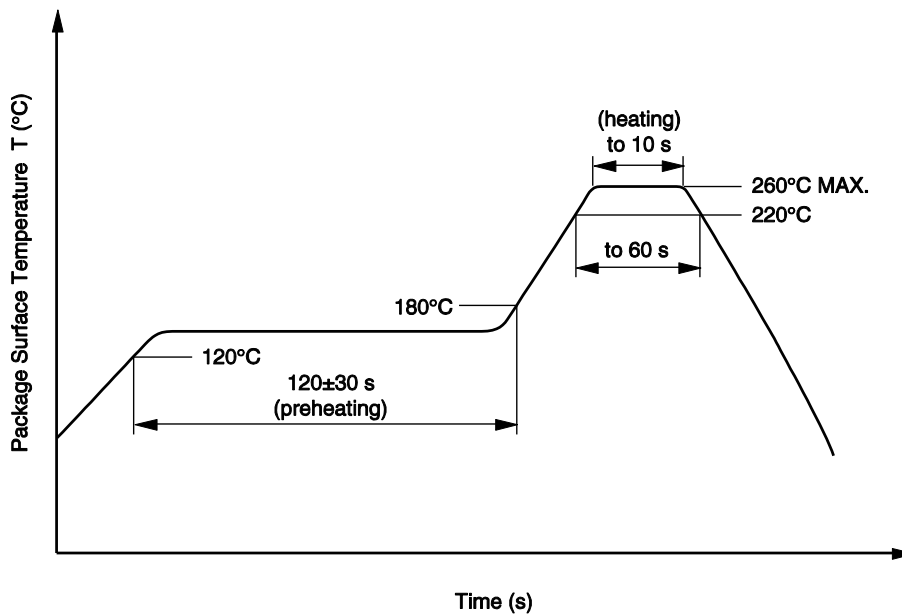 Package Surface Temperature T (°C)
(heating)
to 10 s
260°C MAX.
220°C
to 60 s
180°C
120°C
120±30 s
(preheating)
Time (s)